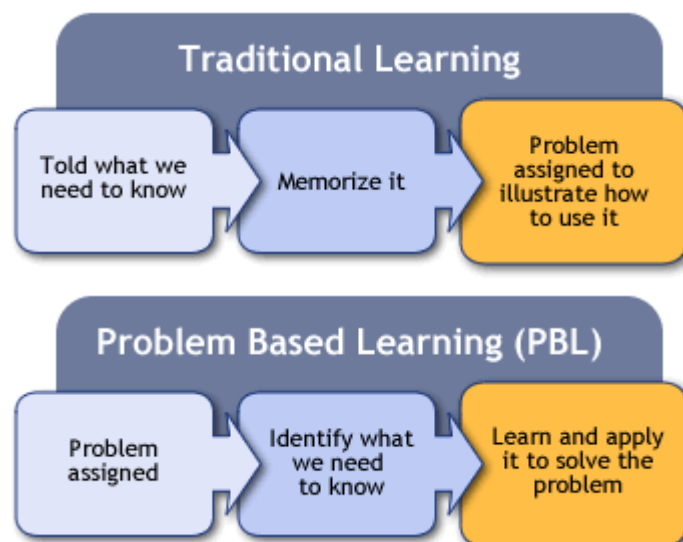 Traditional Learning
Told what we
need to know
Memorize it
Problem
assigned to
illustrate how
to use it
Problem Based Learning (PBL)
Problem
assigned
Identify what
we need
to know
Learn and apply
it to solve the
problem